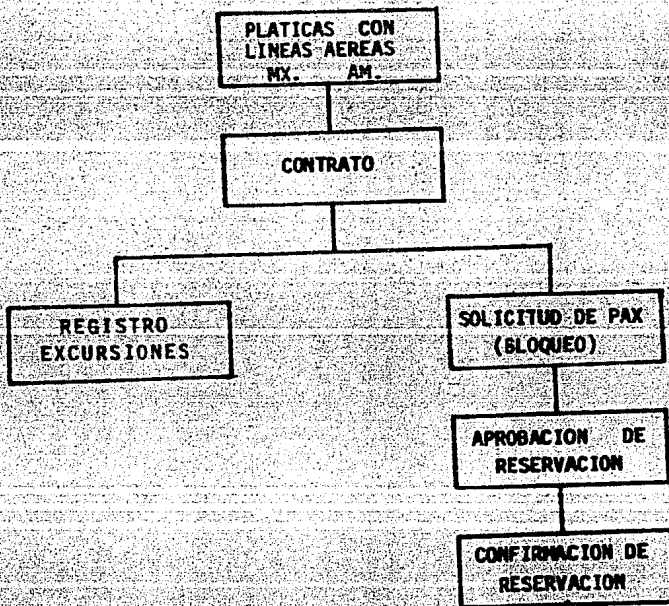 PLATICAS CON
LINEAS AEREAS
MX. AM.
CONTRATO
REGISTRO
EXCURSIONES
SOLICITUD DE PAX
(BLOQUEO)
APROBACION DE
RESERVACION
CONFIRMACION DE
RESERVACION